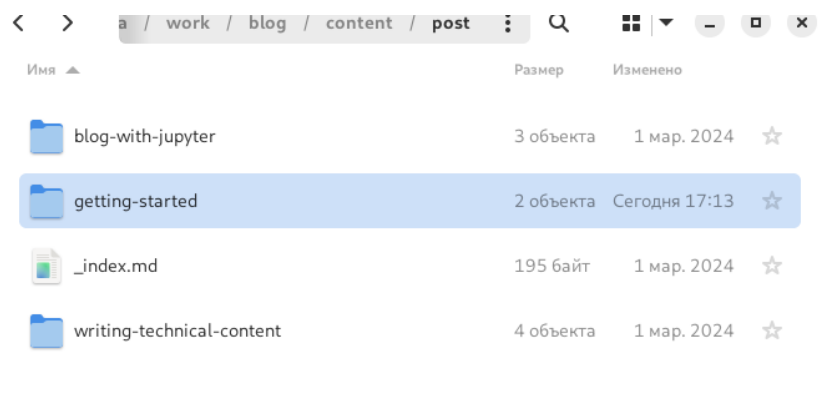 a / work / blog / content / post
Имя Размер Изменено
blog-with-jupyter 3 объекта 1 мар. 2024
getting-started 2 объекта Сегодня 17:13
_index.md 195 байт 1 мар. 2024
writing-technical-content 4 объекта 1 мар. 2024